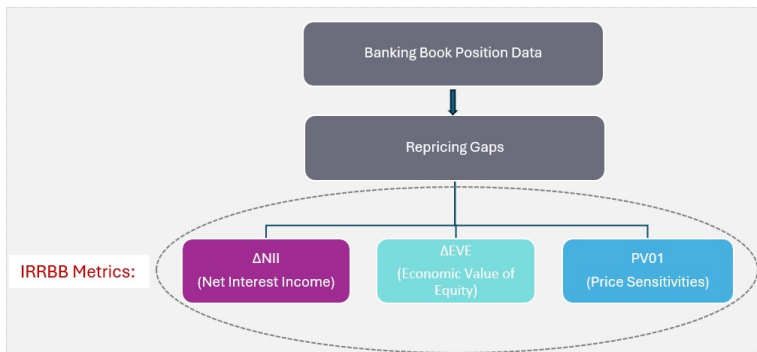 Banking Book Position Data
Repricing Gaps
IRRBB Metrics:
ΔNII
(Net Interest Income)
ΔEVE
(Economic Value of
Equity)
PV01
(Price Sensitivities)